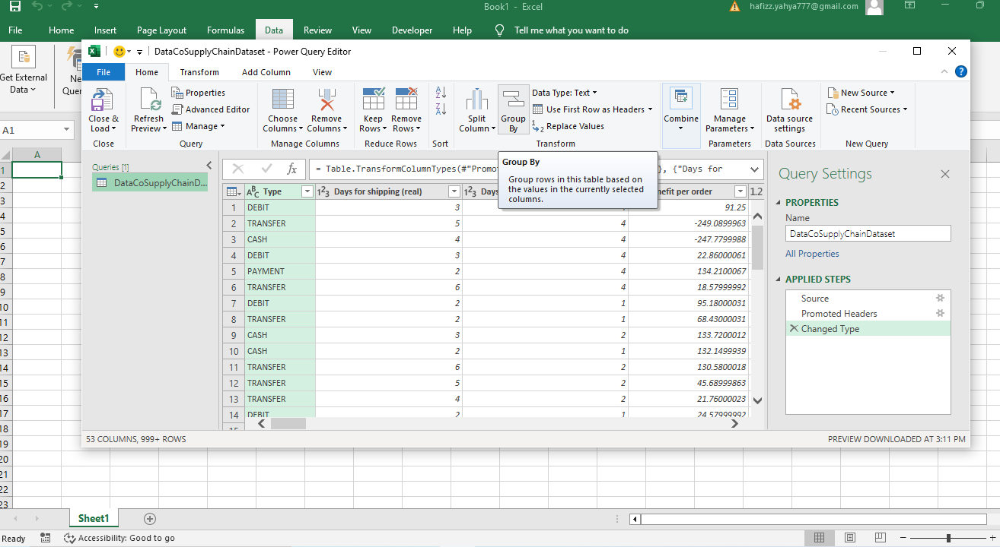 Book1 - Excel
hafizz.yahya777@gmail.com
File Home Insert Page Layout Formulas Data Review View Developer Help Tell me what you want to do
DataCoSupplyChainDataset - Power Query Editor
File Home Transform Add Column View
Get External
Data
Close &
Load
Close
Refresh
Preview
Properties
Advanced Editor
Manage
Query
Choose
Columns
Remove
Columns
Manage Columns
Keep
Rows
Remove
Rows
Reduce Rows
Sort
Split
Column
Group
By
Data Type: Text
Use First Row as Headers
Replace Values
Transform
Combine
Manage
Parameters
Parameters
Data source
settings
Data Sources
New Source
Recent Sources
New Query
A1
A
Queries [1]
DataCoSupplyChainD...
fx = Table.TransformColumnTypes(#"Promot }, {"Days for
Group By
Group rows in this table based on
the values in the currently selected
columns.
ABC Type 123 Days for shipping (real) 123 Days nefit per order 1.2
1 DEBIT 3 91.25
2 TRANSFER 5 4 -249.0899963
3 CASH 4 4 -247.7799988
4 DEBIT 3 4 22.86000061
5 PAYMENT 2 4 134.2100067
6 TRANSFER 6 4 18.57999992
7 DEBIT 2 1 95.18000031
8 TRANSFER 2 1 68.43000031
9 CASH 3 2 133.7200012
10 CASH 2 1 132.1499939
11 TRANSFER 6 2 130.5800018
12 TRANSFER 5 2 45.68999863
13 TRANSFER 4 2 21.76000023
14 DEBIT 2 1 24.57999992
Query Settings
PROPERTIES
Name
DataCoSupplyChainDataset
All Properties
APPLIED STEPS
Source
Promoted Headers
Changed Type
53 COLUMNS, 999+ ROWS
PREVIEW DOWNLOADED AT 3:11 PM
1
2
3
4
5
6
7
8
9
10
11
12
13
14
15
16
17
18
19
20
21
22
23
Sheet1
Ready
Accessibility: Good to go